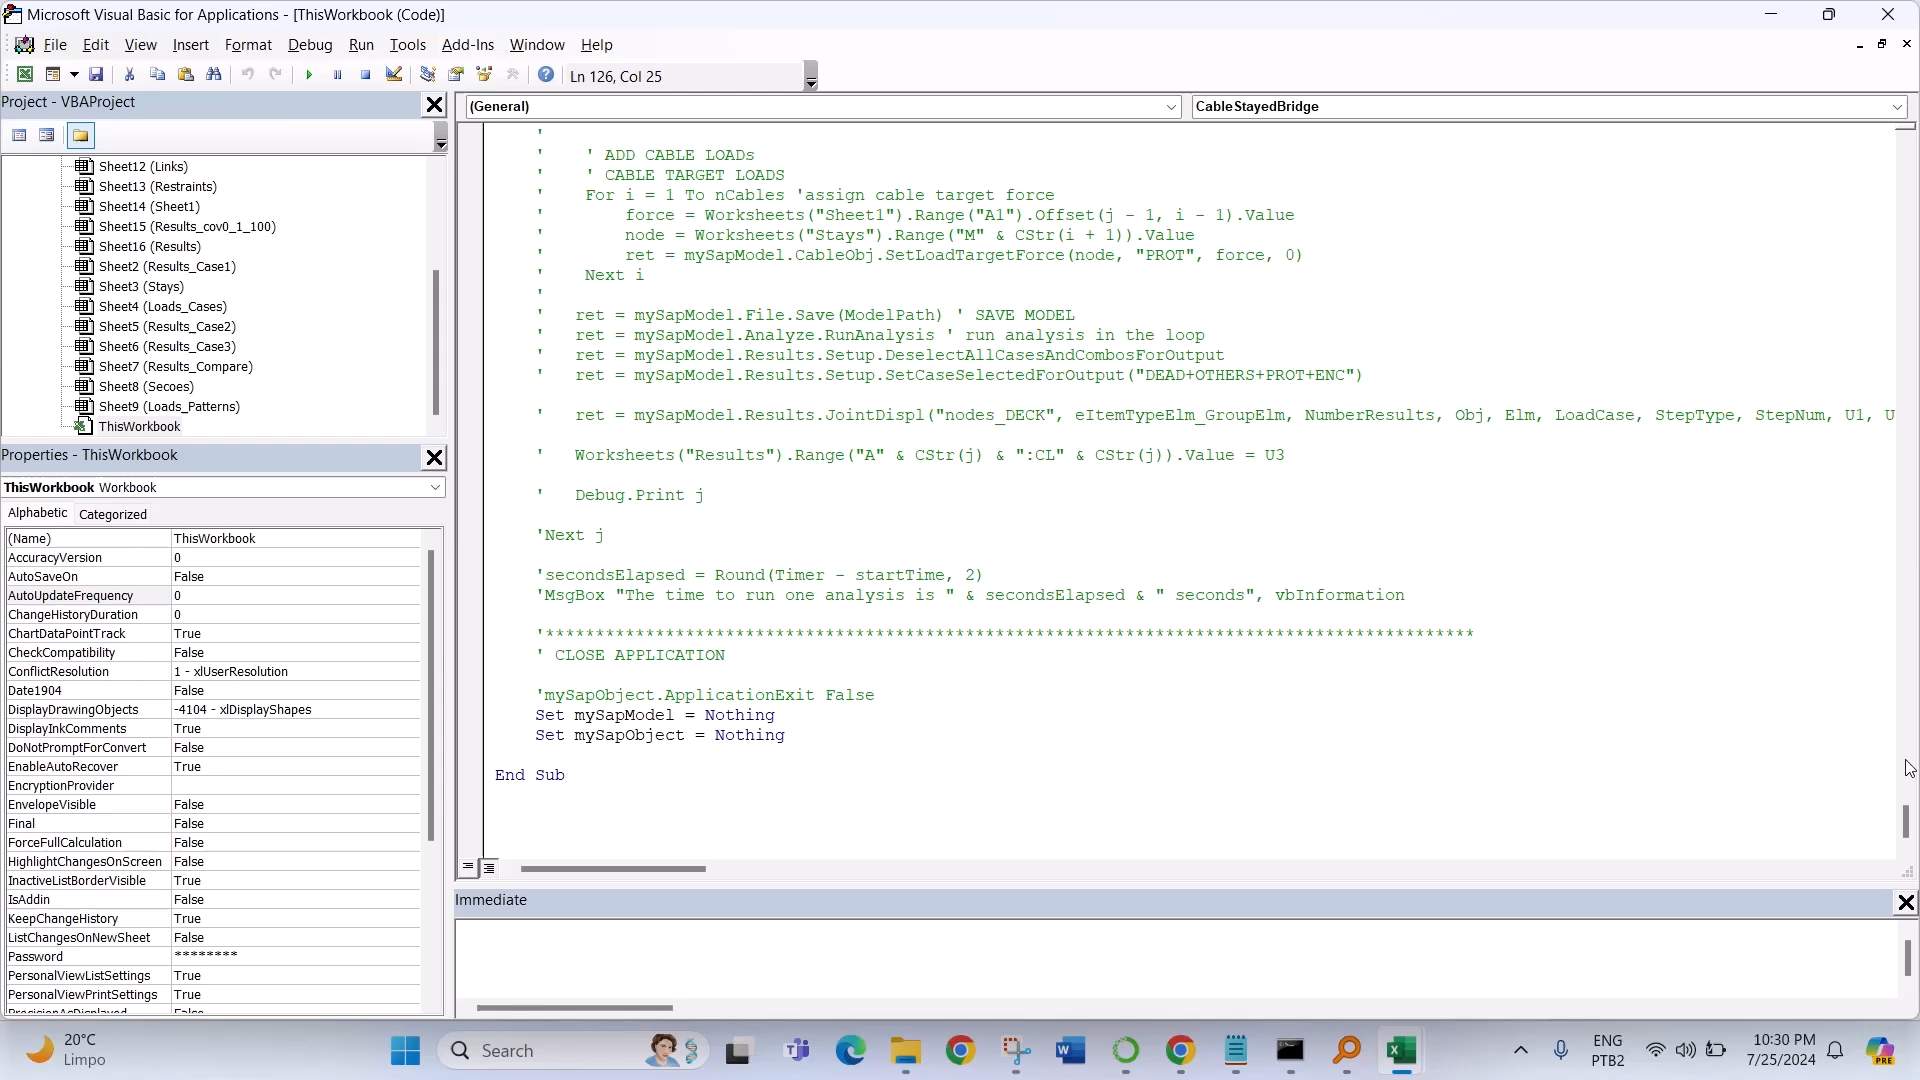 Microsoft Visual Basic for Applications - [ThisWorkbook (Code)]
File Edit View Insert Format Debug Run Tools Add-Ins Window Help
Ln 126, Col 25
Project - VBAProject
(General)
CableStayedBridge
Sheet12 (Links)
Sheet13 (Restraints)
Sheet14 (Sheet1)
Sheet15 (Results_cov0_1_100)
Sheet16 (Results)
Sheet2 (Results_Case1)
Sheet3 (Stays)
Sheet4 (Loads_Cases)
Sheet5 (Results_Case2)
Sheet6 (Results_Case3)
Sheet7 (Results_Compare)
Sheet8 (Secoes)
Sheet9 (Loads_Patterns)
ThisWorkbook
Properties - ThisWorkbook
ThisWorkbook Workbook
Alphabetic Categorized
(Name) ThisWorkbook
AccuracyVersion 0
AutoSaveOn False
AutoUpdateFrequency 0
ChangeHistoryDuration 0
ChartDataPointTrack True
CheckCompatibility False
ConflictResolution 1 - xlUserResolution
Date1904 False
DisplayDrawingObjects -4104 - xlDisplayShapes
DisplayInkComments True
DoNotPromptForConvert False
EnableAutoRecover True
EncryptionProvider
EnvelopeVisible False
Final False
ForceFullCalculation False
HighlightChangesOnScreen False
InactiveListBorderVisible True
IsAddin False
KeepChangeHistory True
ListChangesOnNewSheet False
Password ********
PersonalViewListSettings True
PersonalViewPrintSettings True
PrecisionAsDisplayed False
'
' ' ADD CABLE LOADs
' ' CABLE TARGET LOADS
' For i = 1 To nCables 'assign cable target force
' force = Worksheets("Sheet1").Range("A1").Offset(j - 1, i - 1).Value
' node = Worksheets("Stays").Range("M" & CStr(i + 1)).Value
' ret = mySapModel.CableObj.SetLoadTargetForce(node, "PROT", force, 0)
' Next i
'
' ret = mySapModel.File.Save(ModelPath) ' SAVE MODEL
' ret = mySapModel.Analyze.RunAnalysis ' run analysis in the loop
' ret = mySapModel.Results.Setup.DeselectAllCasesAndCombosForOutput
' ret = mySapModel.Results.Setup.SetCaseSelectedForOutput("DEAD+OTHERS+PROT+ENC")
' ret = mySapModel.Results.JointDispl("nodes_DECK", eItemTypeElm_GroupElm, NumberResults, Obj, Elm, LoadCase, StepType, StepNum, U1, U
' Worksheets("Results").Range("A" & CStr(j) & ":CL" & CStr(j)).Value = U3
' Debug.Print j
'Next j
'secondsElapsed = Round(Timer - startTime, 2)
'MsgBox "The time to run one analysis is " & secondsElapsed & " seconds", vbInformation
'*********************************************************************************************
' CLOSE APPLICATION
'mySapObject.ApplicationExit False
Set mySapModel = Nothing
Set mySapObject = Nothing
End Sub
Immediate
20°C
Limpo
Search
ENG
PTB2
10:30 PM
7/25/2024
PRE